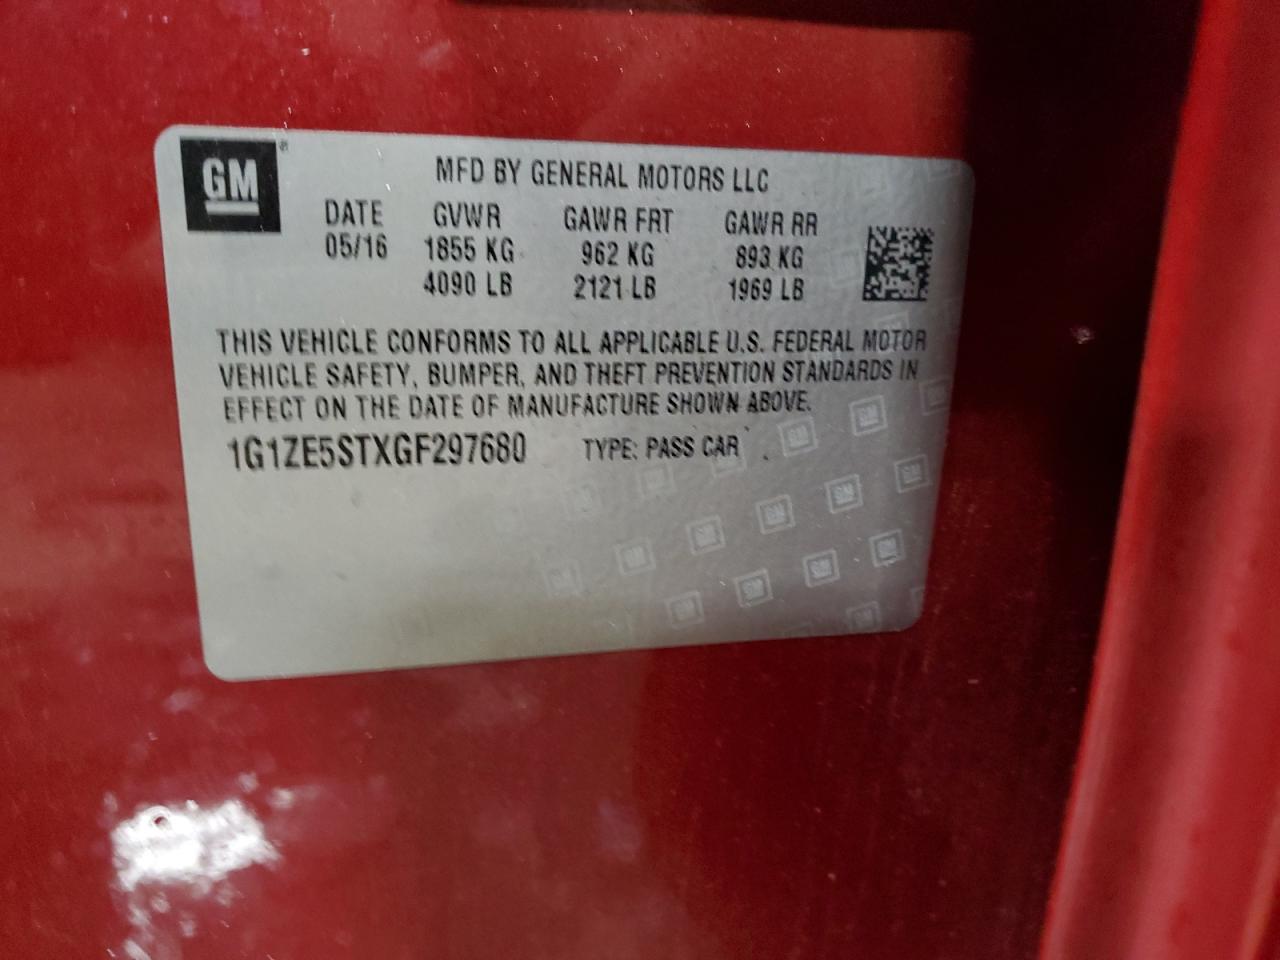 GM
MFD BY GENERAL MOTORS LLC
DATE GVWR GAWR FRT GAWR RR
05/16 1855 KG 962 KG 893 KG
4090 LB 2121 LB 1969 LB
THIS VEHICLE CONFORMS TO ALL APPLICABLE U.S. FEDERAL MOTOR
VEHICLE SAFETY, BUMPER, AND THEFT PREVENTION STANDARDS IN
EFFECT ON THE DATE OF MANUFACTURE SHOWN ABOVE.
1G1ZE5STXGF297680 TYPE: PASS CAR